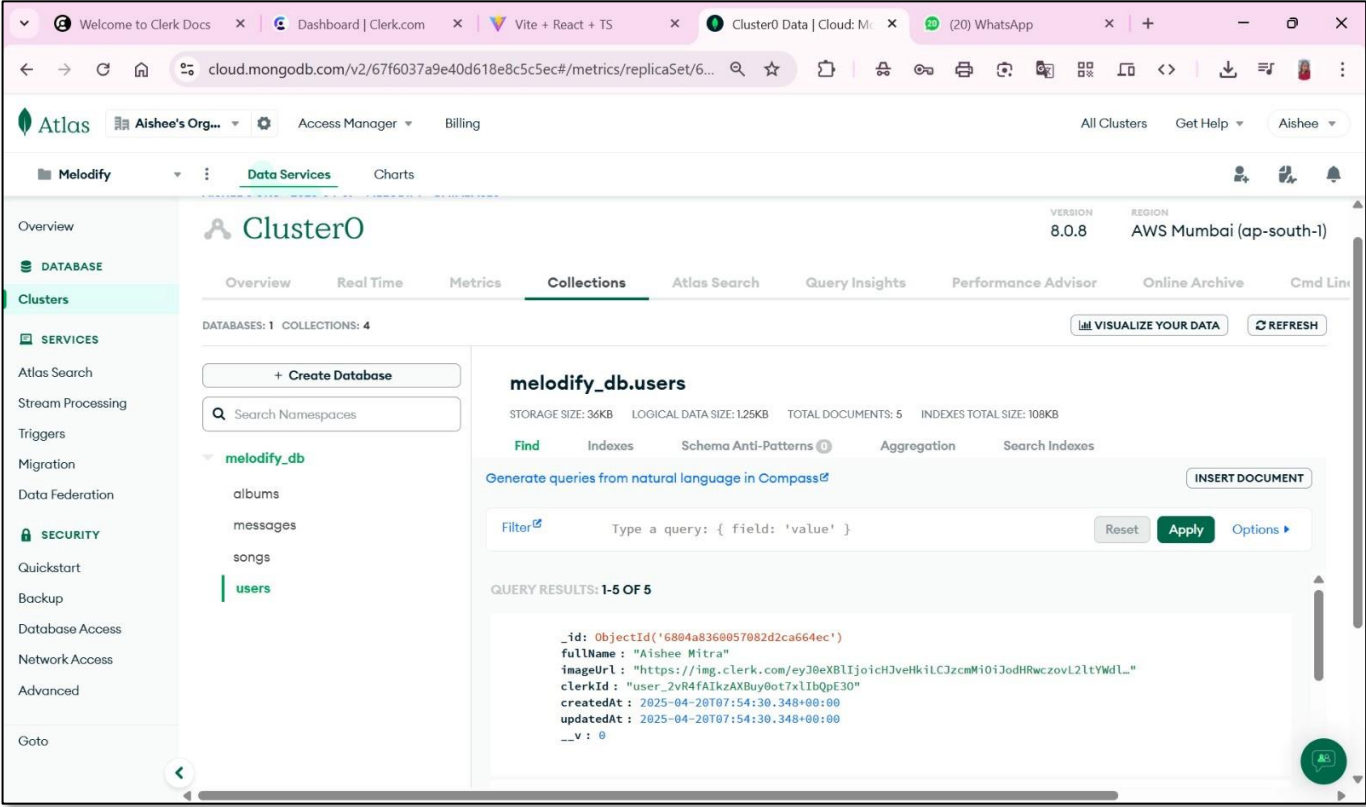 Welcome to Clerk Docs
Dashboard | Clerk.com
Vite + React + TS
Cluster0 Data | Cloud: Mo
20
(20) WhatsApp
cloud.mongodb.com/v2/67f6037a9e40d618e8c5c5ec#/metrics/replicaSet/6...
Atlas
Aishee's Org...
Access Manager
Billing
All Clusters
Get Help
Aishee
Melodify
Data Services
Charts
Overview
DATABASE
Clusters
SERVICES
Atlas Search
Stream Processing
Triggers
Migration
Data Federation
SECURITY
Quickstart
Backup
Database Access
Network Access
Advanced
Goto
Cluster0
VERSION
8.0.8
REGION
AWS Mumbai (ap-south-1)
Overview
Real Time
Metrics
Collections
Atlas Search
Query Insights
Performance Advisor
Online Archive
Cmd Line
DATABASES: 1 COLLECTIONS: 4
VISUALIZE YOUR DATA
REFRESH
+ Create Database
Search Namespaces
melodify_db
albums
messages
songs
users
melodify_db.users
STORAGE SIZE: 36KB LOGICAL DATA SIZE: 1.25KB TOTAL DOCUMENTS: 5 INDEXES TOTAL SIZE: 108KB
Find
Indexes
Schema Anti-Patterns 0
Aggregation
Search Indexes
Generate queries from natural language in Compass
INSERT DOCUMENT
Filter
Type a query: { field: 'value' }
Reset
Apply
Options
QUERY RESULTS: 1-5 OF 5
_id: ObjectId('6804a8360057082d2ca664ec')
fullName : "Aishee Mitra"
imageUrl : "https://img.clerk.com/eyJ0eXBlIjoicHJveHkiLCJzcmMiOiJodHRwczovL2ltYWdl…"
clerkId : "user_2vR4fAIkzAXBuy0ot7xlIbQpE3O"
createdAt : 2025-04-20T07:54:30.348+00:00
updatedAt : 2025-04-20T07:54:30.348+00:00
__v : 0